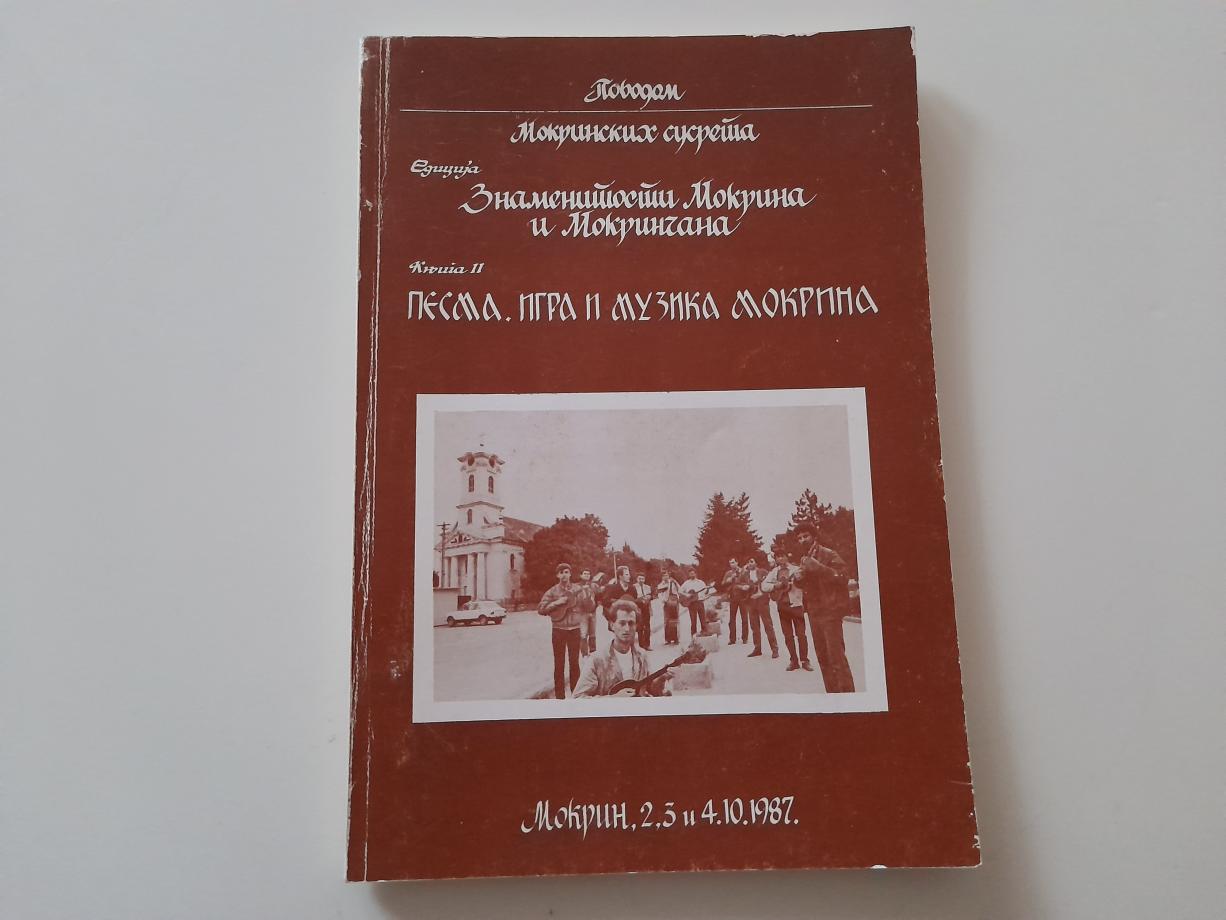 Поводом
Мокринских сусрета
Едиција
Знаменитости Мокрина
и Мокринчана
Књига II
ПЕСМА, ИГРА И МУЗИКА МОКРИНА
Мокрин, 2, 3 и 4.10.1987.